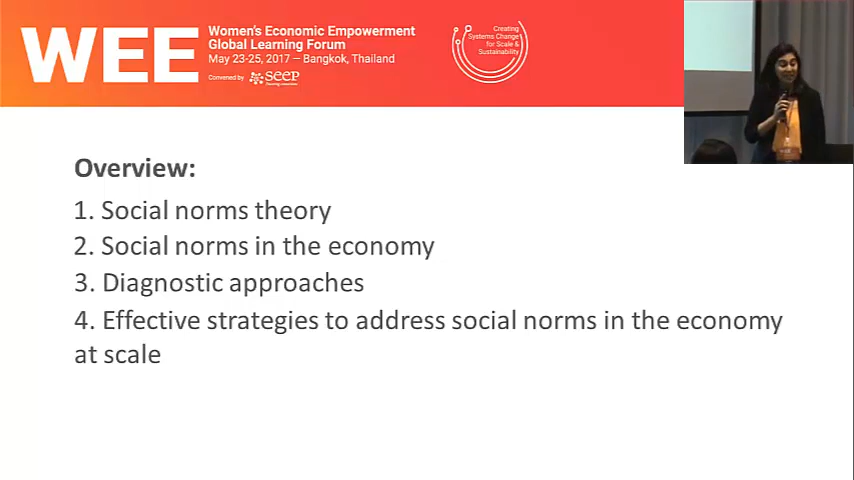 WEE
Women's Economic Empowerment
Global Learning Forum
May 23-25, 2017 – Bangkok, Thailand
Convened by SEEP
Creating
Systems Change
for Scale &
Sustainability
Overview:
1. Social norms theory
2. Social norms in the economy
3. Diagnostic approaches
4. Effective strategies to address social norms in the economy
at scale